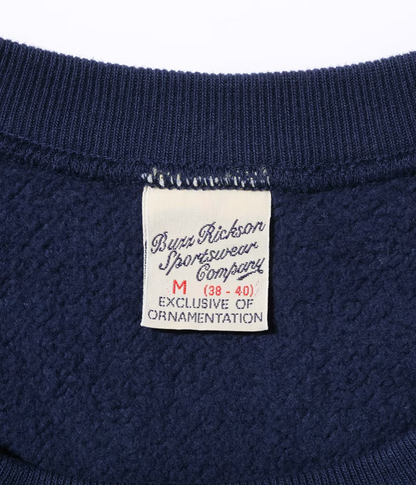 Buzz Rickson
Sportswear
Company
M (38 - 40)
EXCLUSIVE OF
ORNAMENTATION